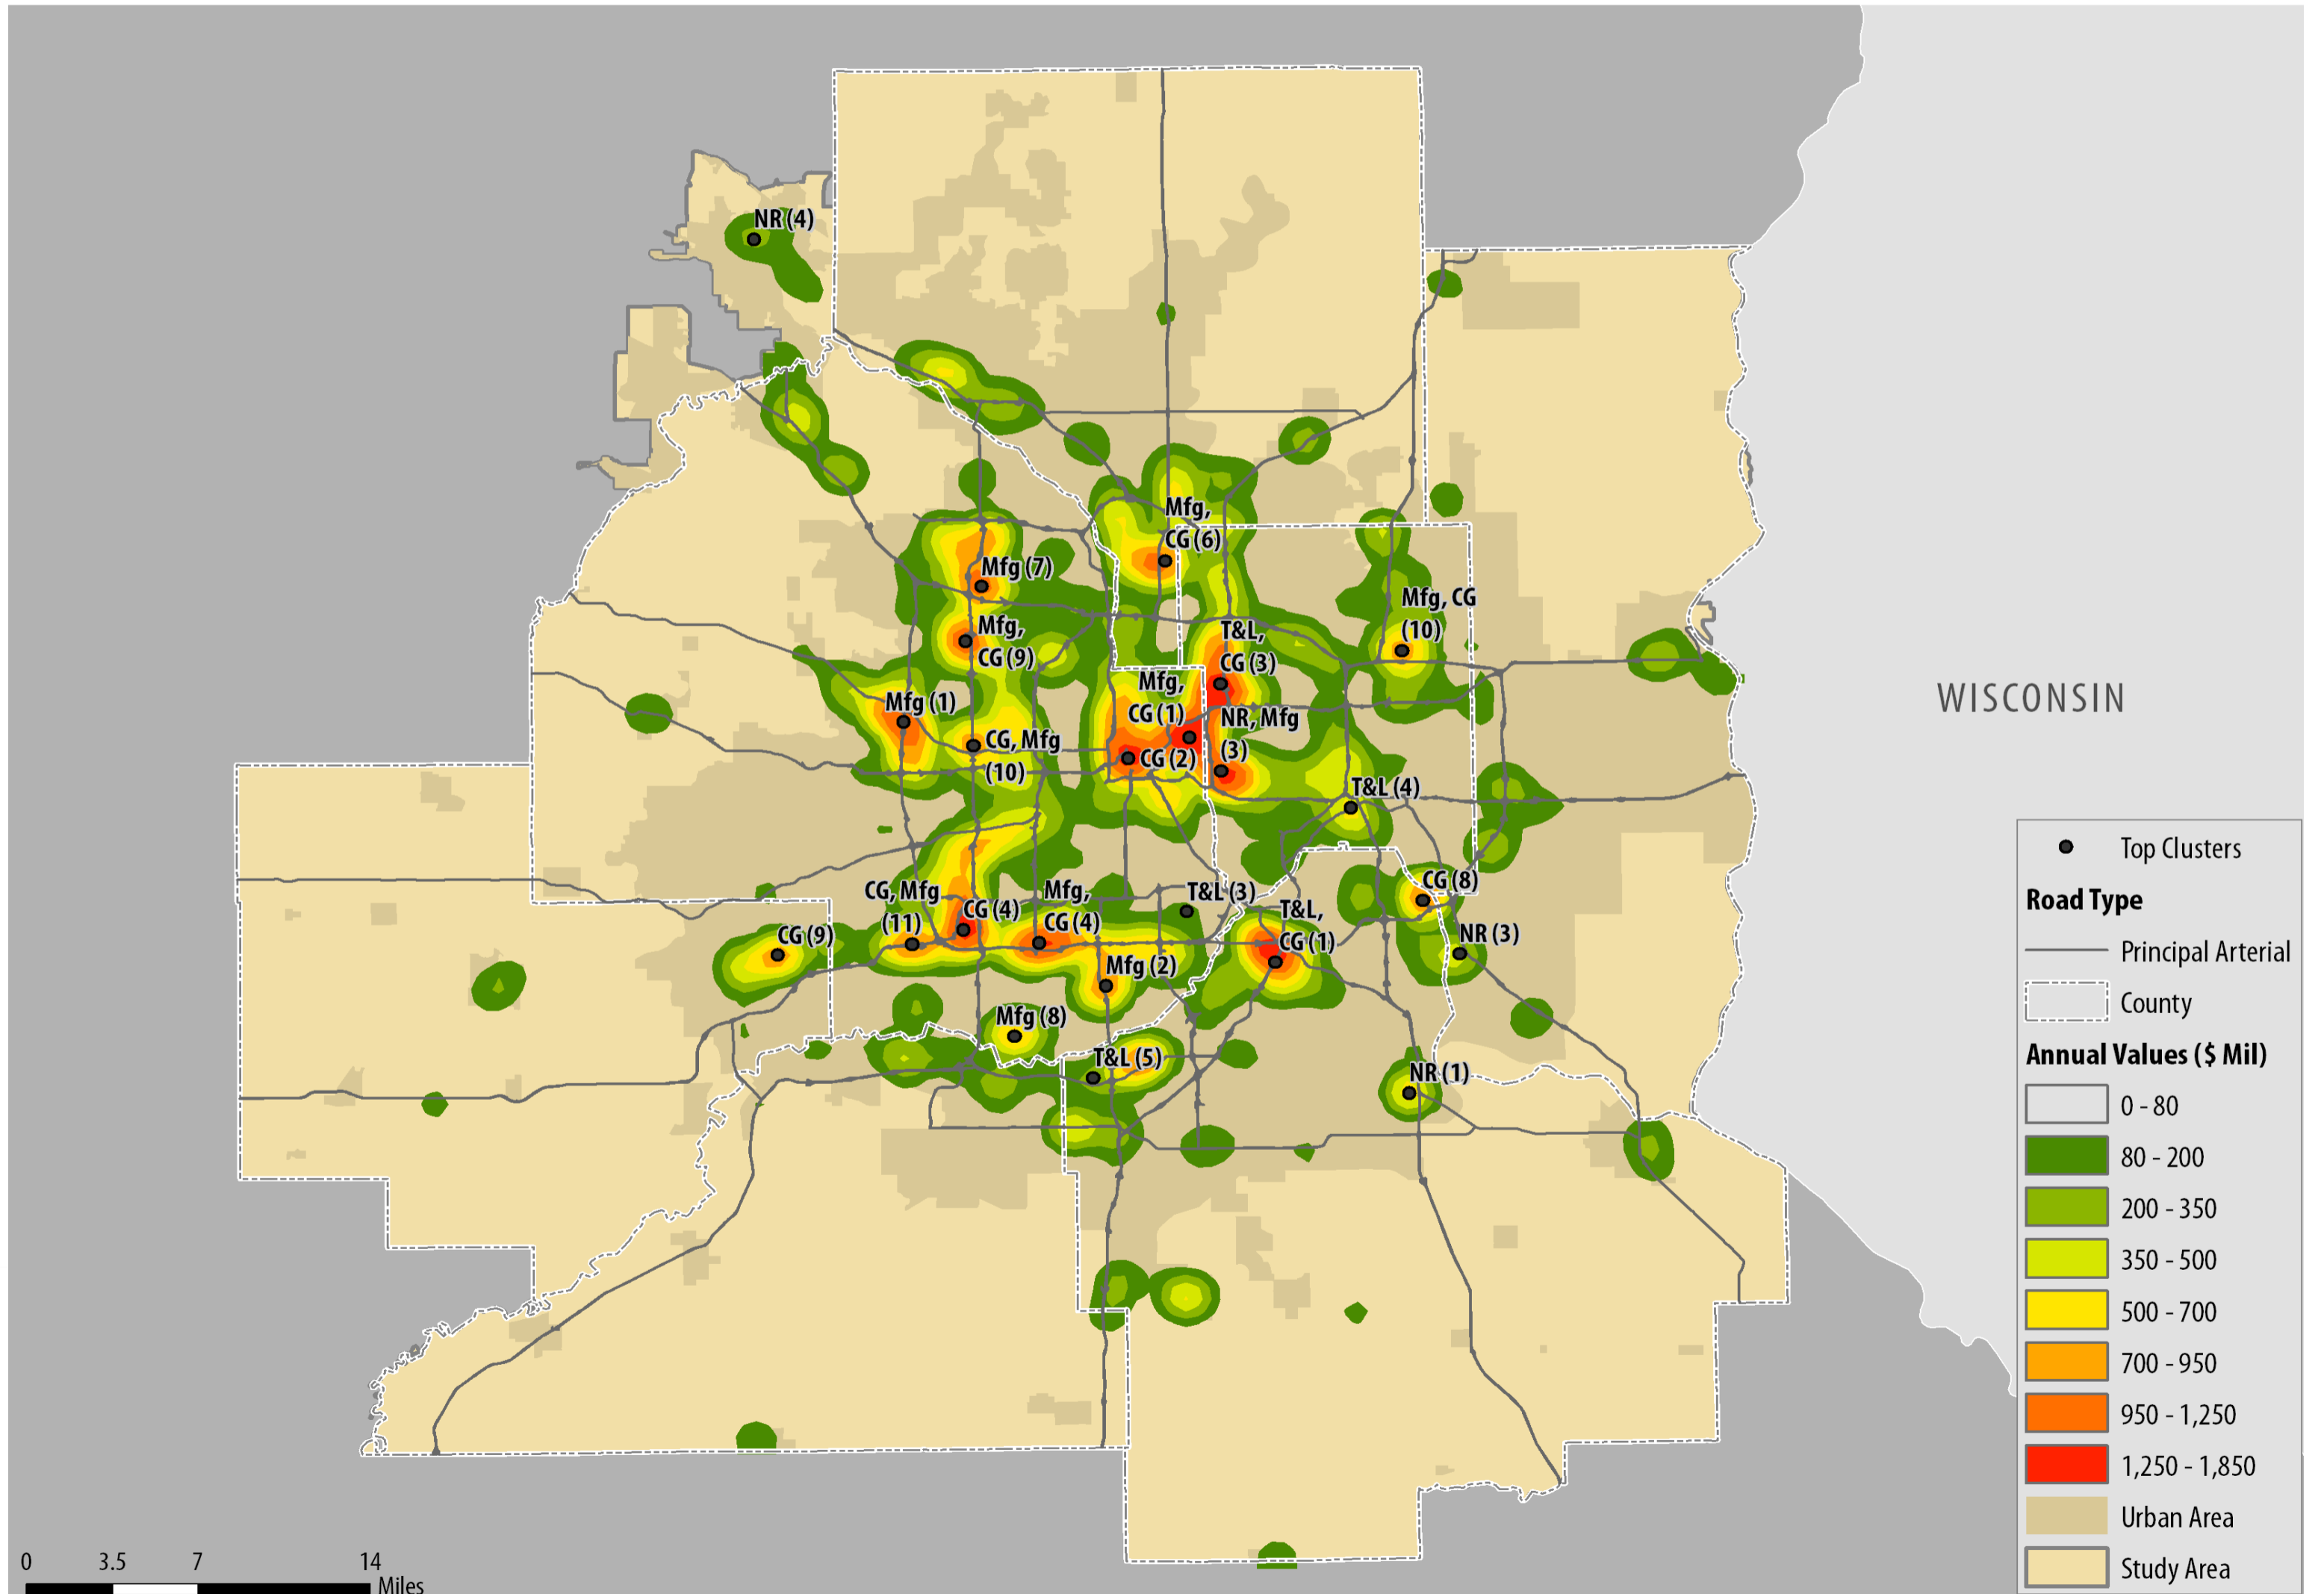 NR (4)
Mfg,
CG (6)
Mfg (7)
Mfg, CG
(10)
Mfg,
CG (9)
T&L,
CG (3)
Mfg,
CG (1)
Mfg (1)
NR, Mfg
(3)
CG, Mfg
(10)
CG (2)
T&L (4)
CG, Mfg
(11)
CG (4)
Mfg,
CG (4)
T&L (3)
CG (8)
T&L,
CG (1)
CG (9)
NR (3)
Mfg (2)
Mfg (8)
T&L (5)
NR (1)
WISCONSIN
Top Clusters
Road Type
Principal Arterial
County
Annual Values ($ Mil)
0 - 80
80 - 200
200 - 350
350 - 500
500 - 700
700 - 950
950 - 1,250
1,250 - 1,850
Urban Area
Study Area
0 3.5 7 14
Miles